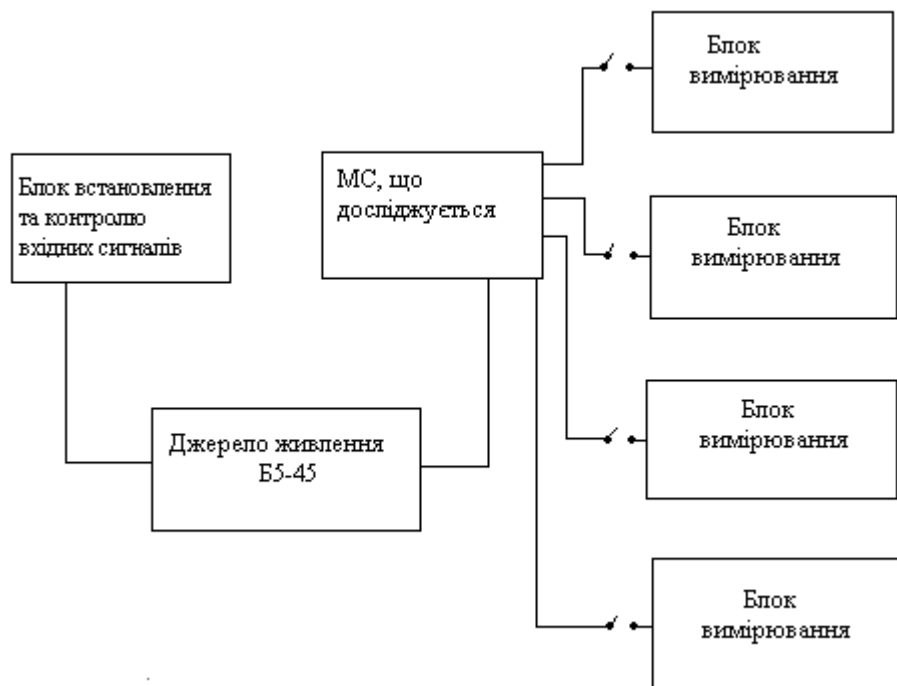 Блок
вимірювання
Блок встановлення
та контролю
вхідних сигналів
МС, що
досліджується
Блок
вимірювання
Джерело живлення
Б5-45
Блок
вимірювання
Блок
вимірювання